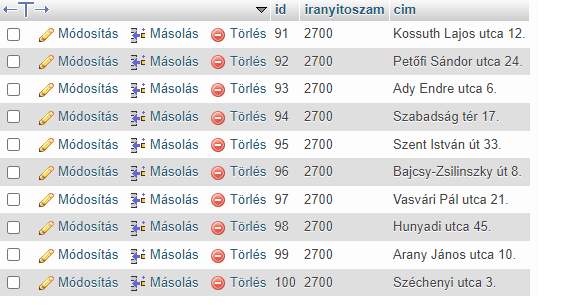 id iranyitoszam cim
Módosítás Másolás Törlés 91 2700 Kossuth Lajos utca 12.
Módosítás Másolás Törlés 92 2700 Petőfi Sándor utca 24.
Módosítás Másolás Törlés 93 2700 Ady Endre utca 6.
Módosítás Másolás Törlés 94 2700 Szabadság tér 17.
Módosítás Másolás Törlés 95 2700 Szent István út 33.
Módosítás Másolás Törlés 96 2700 Bajcsy-Zsilinszky út 8.
Módosítás Másolás Törlés 97 2700 Vasvári Pál utca 21.
Módosítás Másolás Törlés 98 2700 Hunyadi utca 45.
Módosítás Másolás Törlés 99 2700 Arany János utca 10.
Módosítás Másolás Törlés 100 2700 Széchenyi utca 3.